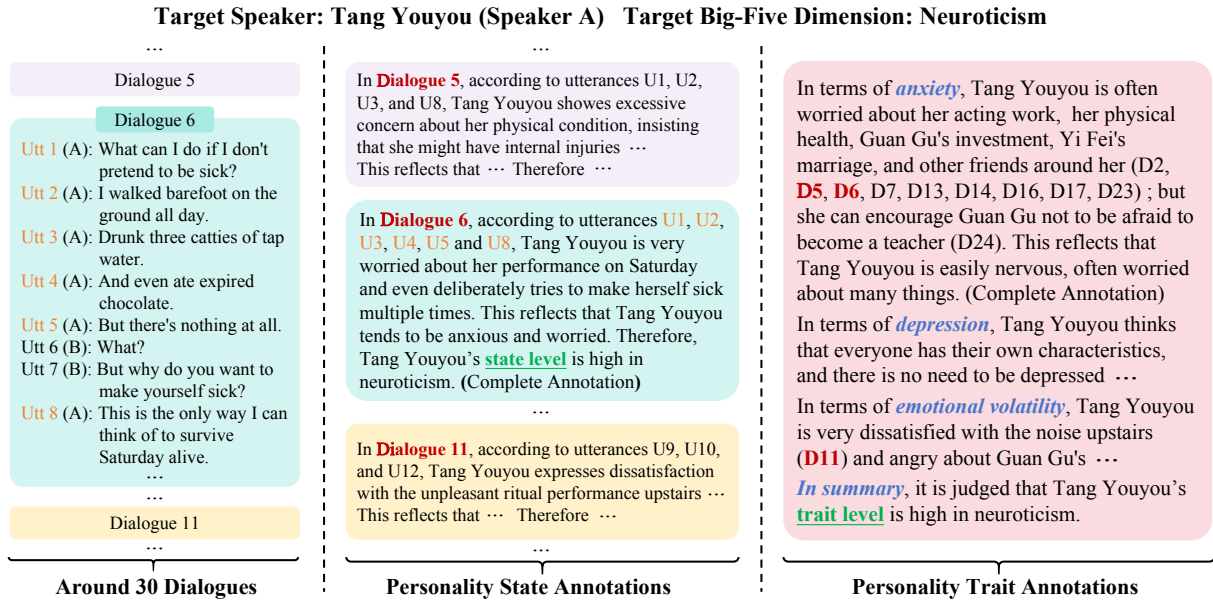 Target Speaker: Tang Youyou (Speaker A) Target Big-Five Dimension: Neuroticism
...
Dialogue 5
Dialogue 6
Utt 1 (A): What can I do if I don't
pretend to be sick?
Utt 2 (A): I walked barefoot on the
ground all day.
Utt 3 (A): Drunk three catties of tap
water.
Utt 4 (A): And even ate expired
chocolate.
Utt 5 (A): But there's nothing at all.
Utt 6 (B): What?
Utt 7 (B): But why do you want to
make yourself sick?
Utt 8 (A): This is the only way I can
think of to survive
Saturday alive.
...
...
Dialogue 11
...
Around 30 Dialogues
...
In Dialogue 5, according to utterances U1, U2,
U3, and U8, Tang Youyou showes excessive
concern about her physical condition, insisting
that she might have internal injuries ...
This reflects that ... Therefore ...
In Dialogue 6, according to utterances U1, U2,
U3, U4, U5 and U8, Tang Youyou is very
worried about her performance on Saturday
and even deliberately tries to make herself sick
multiple times. This reflects that Tang Youyou
tends to be anxious and worried. Therefore,
Tang Youyou's state level is high in
neuroticism. (Complete Annotation)
...
In Dialogue 11, according to utterances U9, U10,
and U12, Tang Youyou expresses dissatisfaction
with the unpleasant ritual performance upstairs ...
This reflects that ... Therefore ...
...
Personality State Annotations
In terms of anxiety, Tang Youyou is often
worried about her acting work, her physical
health, Guan Gu's investment, Yi Fei's
marriage, and other friends around her (D2,
D5, D6, D7, D13, D14, D16, D17, D23) ; but
she can encourage Guan Gu not to be afraid to
become a teacher (D24). This reflects that
Tang Youyou is easily nervous, often worried
about many things. (Complete Annotation)
In terms of depression, Tang Youyou thinks
that everyone has their own characteristics,
and there is no need to be depressed ...
In terms of emotional volatility, Tang Youyou
is very dissatisfied with the noise upstairs
(D11) and angry about Guan Gu's ...
In summary, it is judged that Tang Youyou's
trait level is high in neuroticism.
Personality Trait Annotations